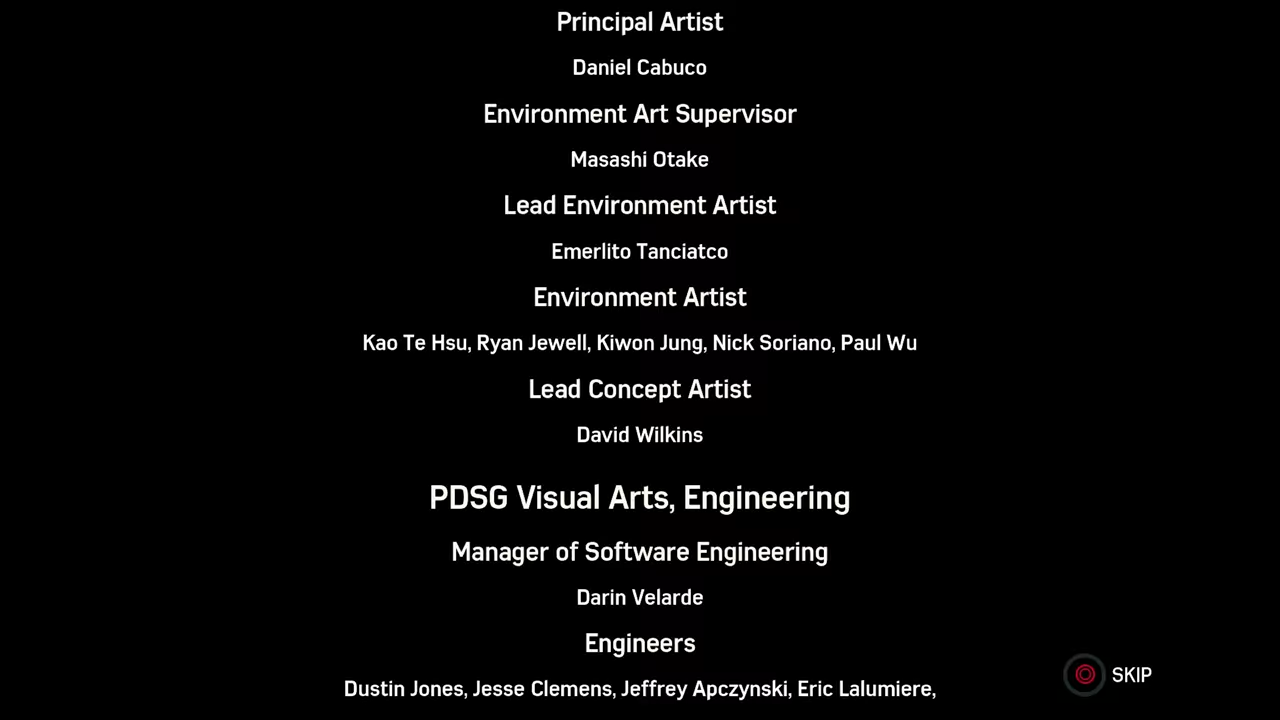 Principal Artist
Daniel Cabuco
Environment Art Supervisor
Masashi Otake
Lead Environment Artist
Emerlito Tanciatco
Environment Artist
Kao Te Hsu, Ryan Jewell, Kiwon Jung, Nick Soriano, Paul Wu
Lead Concept Artist
David Wilkins
PDSG Visual Arts, Engineering
Manager of Software Engineering
Darin Velarde
Engineers
Dustin Jones, Jesse Clemens, Jeffrey Apczynski, Eric Lalumiere,
SKIP